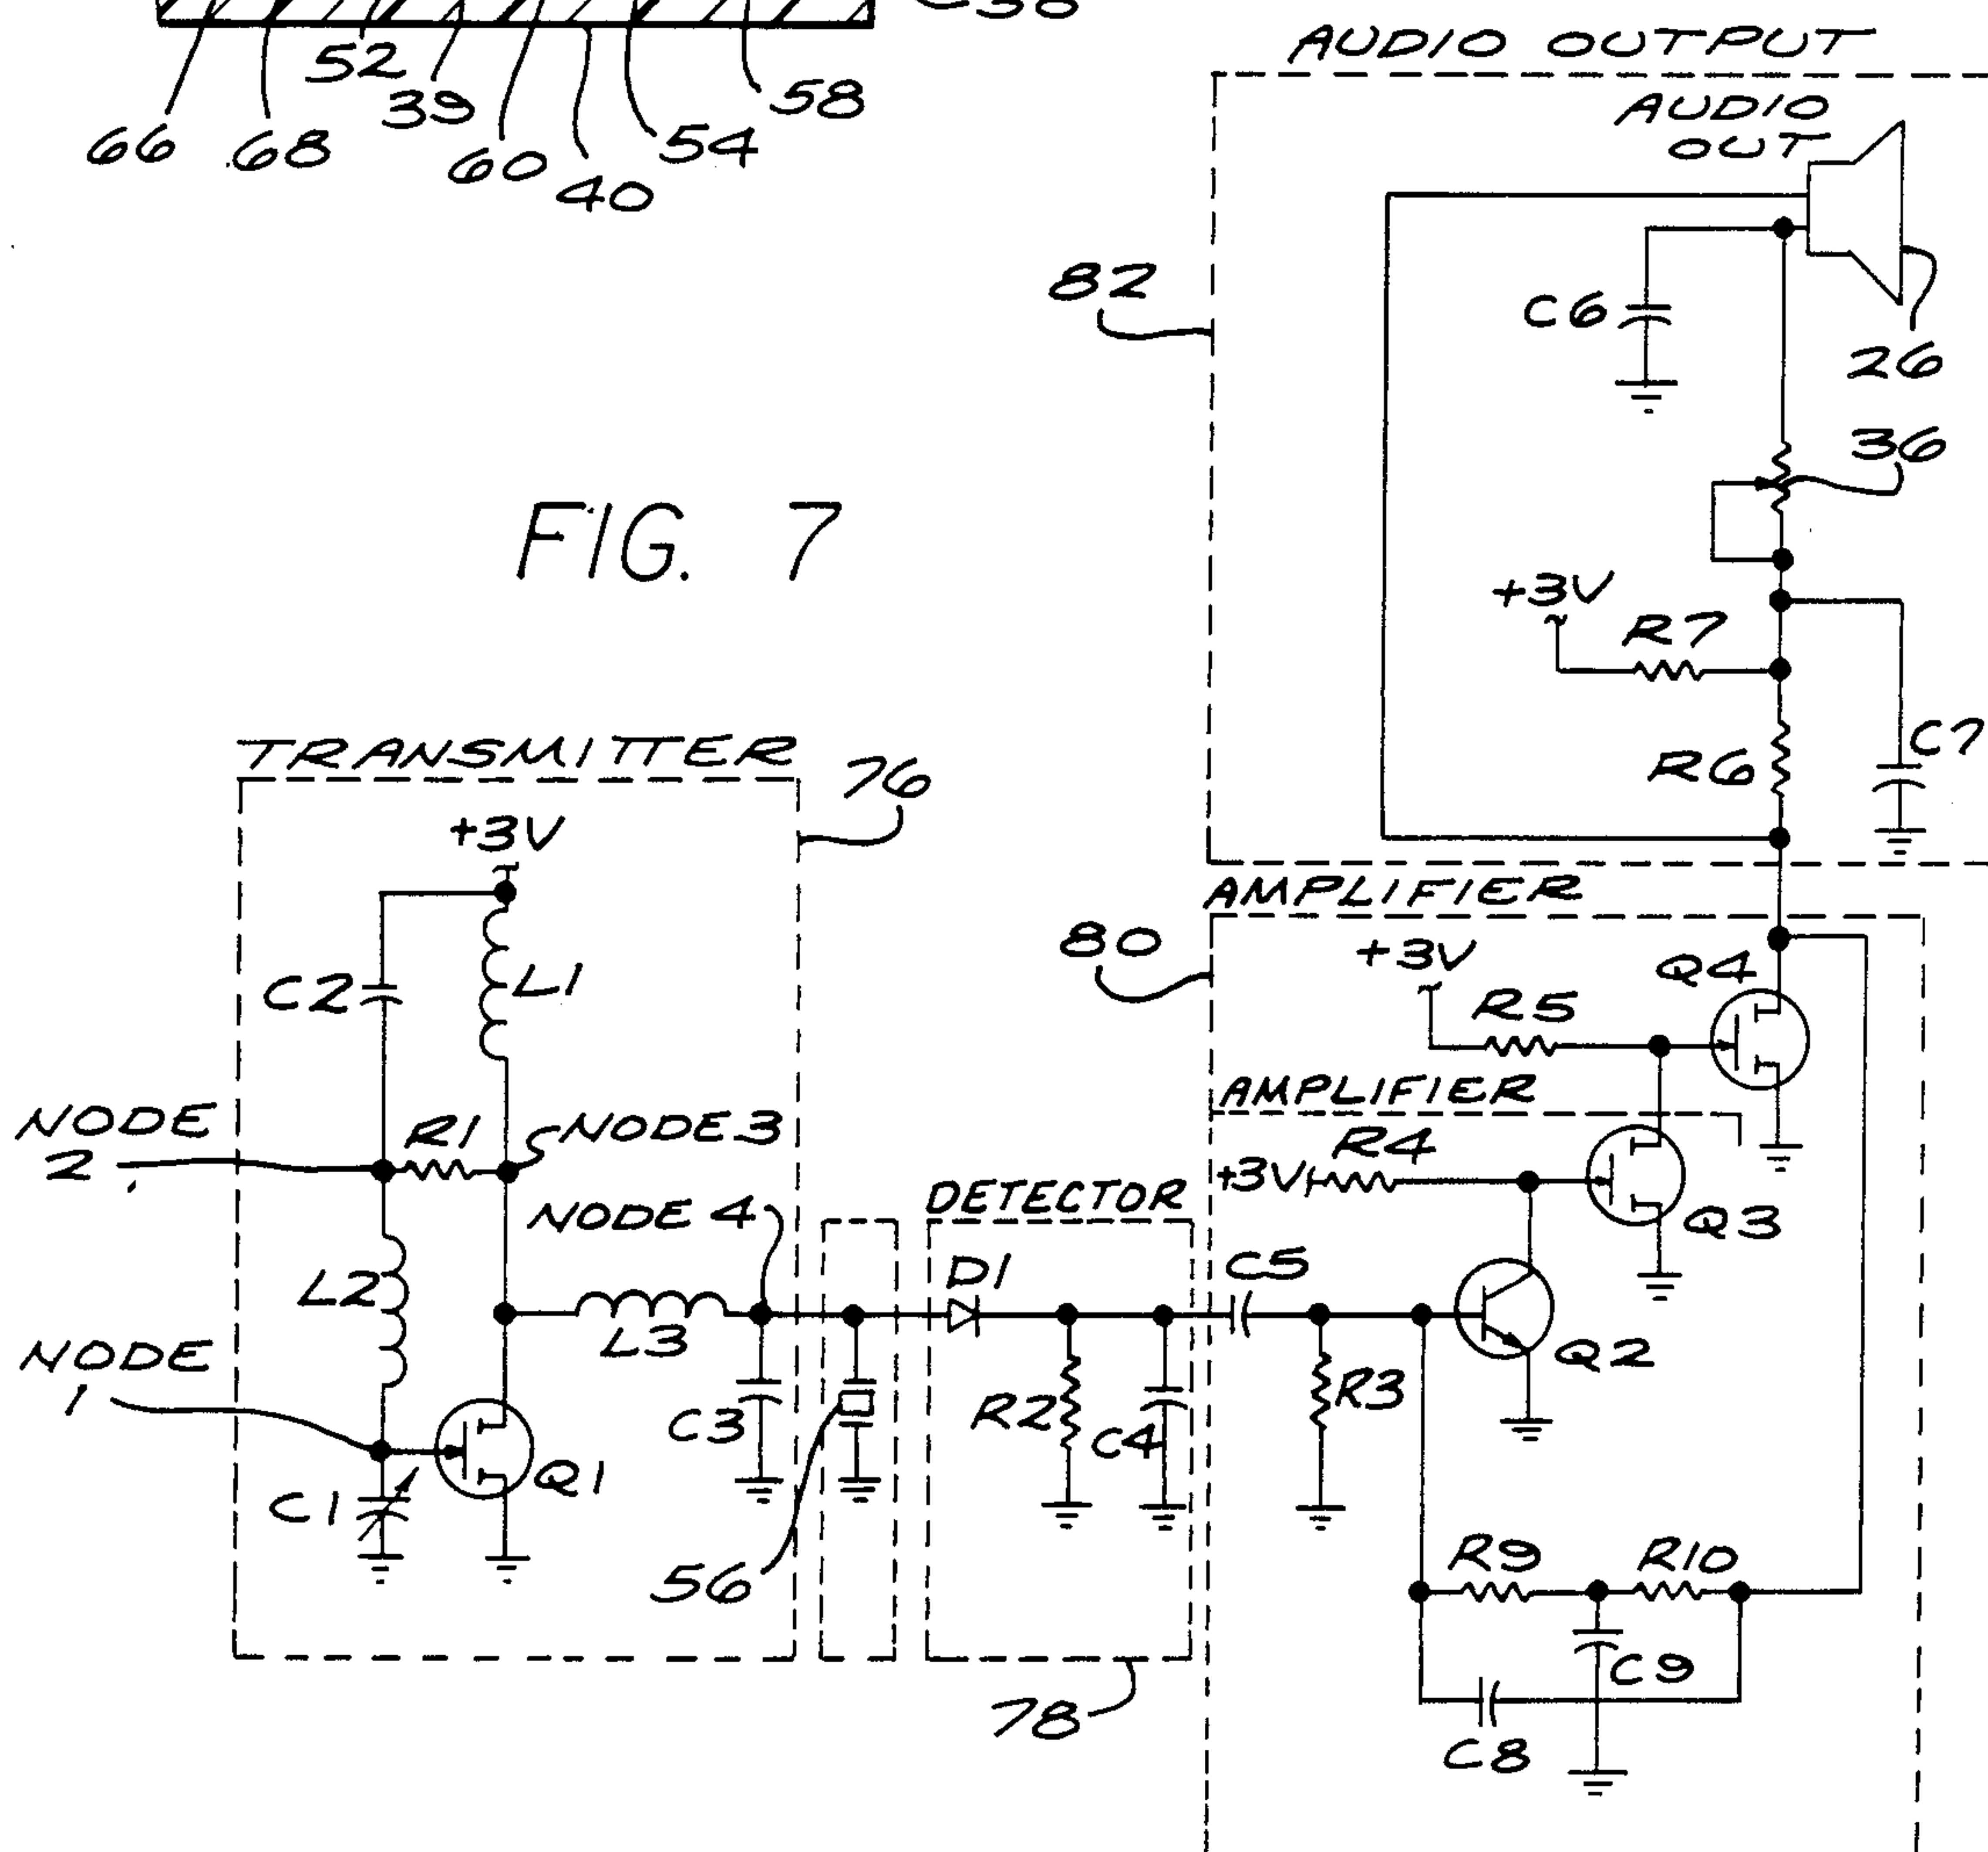 38
52
39
58
66
68
60
40
54
AUDIO OUTPUT
AUDIO
OUT
82
C6
26
36
FIG. 7
+3V
R7
R6
C7
TRANSMITTER
76
+3V
C2
L1
AMPLIFIER
80
+3V
Q4
R5
AMPLIFIER
NODE
2
R1
NODE 3
R4
+3V
NODE 4
DETECTOR
Q3
L2
L3
D1
C5
Q2
NODE
1
C3
R2
C4
R3
C1
Q1
56
R9
R10
78
C9
C8